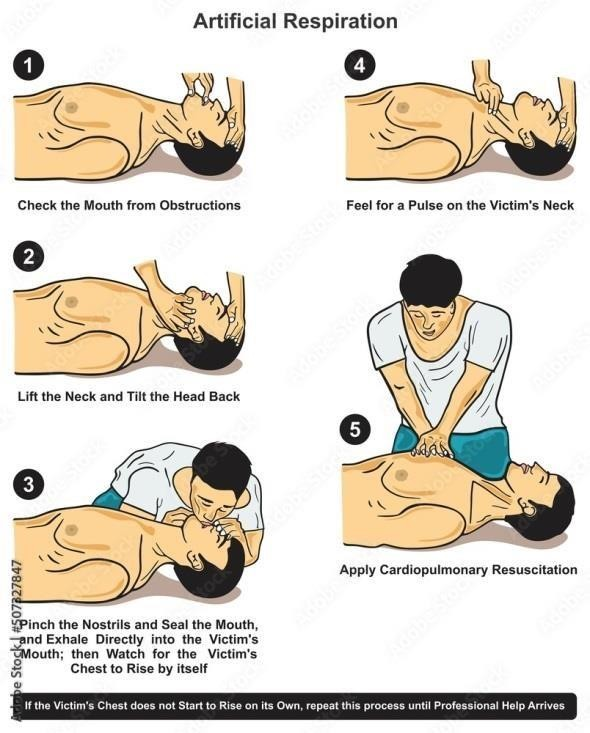 Artificial Respiration
1
Check the Mouth from Obstructions
2
Lift the Neck and Tilt the Head Back
3
Pinch the Nostrils and Seal the Mouth,
and Exhale Directly into the Victim's
Mouth; then Watch for the Victim's
Chest to Rise by itself
4
Feel for a Pulse on the Victim's Neck
5
Apply Cardiopulmonary Resuscitation
If the Victim's Chest does not Start to Rise on its Own, repeat this process until Professional Help Arrives
Adobe Stock | 507327847